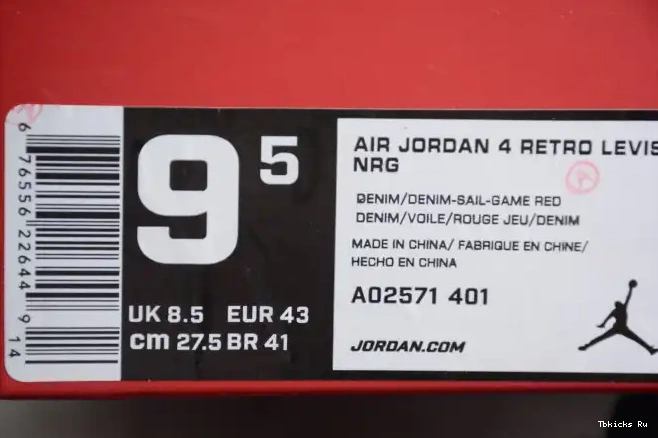 9 5
UK 8.5 EUR 43
cm 27.5 BR 41
AIR JORDAN 4 RETRO LEVIS
NRG
DENIM/DENIM-SAIL-GAME RED
DENIM/VOILE/ROUGE JEU/DENIM
MADE IN CHINA/ FABRIQUE EN CHINE/
HECHO EN CHINA
AO2571 401
JORDAN.COM
6 76556 22644 9 14
Tbkicks Ru